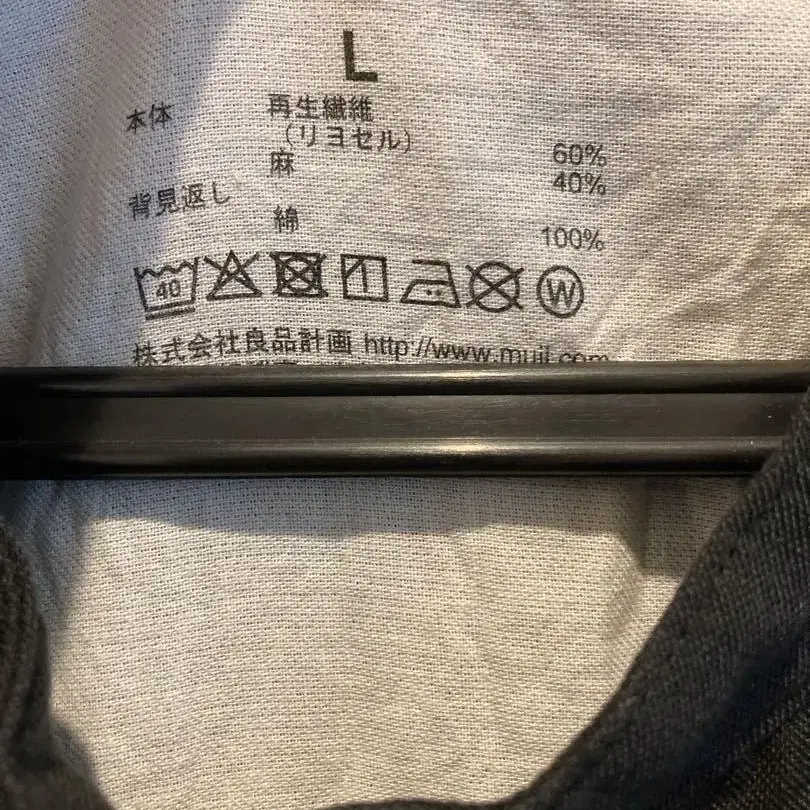 L
本体 再生繊維
（リヨセル） 60%
麻 40%
背見返し
綿 100%
40 W
株式会社良品計画 http://www.muji.com